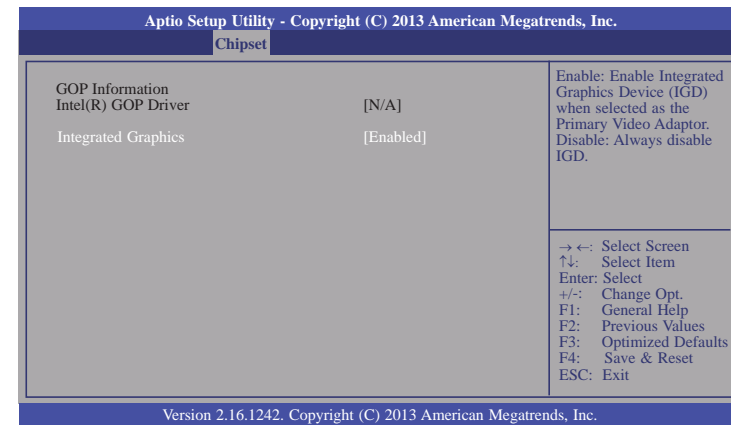 Aptio Setup Utility - Copyright (C) 2013 American Megatrends, Inc.
Chipset
GOP Information
Intel(R) GOP Driver [N/A]
Integrated Graphics [Enabled]
Enable: Enable Integrated
Graphics Device (IGD)
when selected as the
Primary Video Adaptor.
Disable: Always disable
IGD.
→ ←: Select Screen
↑↓: Select Item
Enter: Select
+/-: Change Opt.
F1: General Help
F2: Previous Values
F3: Optimized Defaults
F4: Save & Reset
ESC: Exit
Version 2.16.1242. Copyright (C) 2013 American Megatrends, Inc.